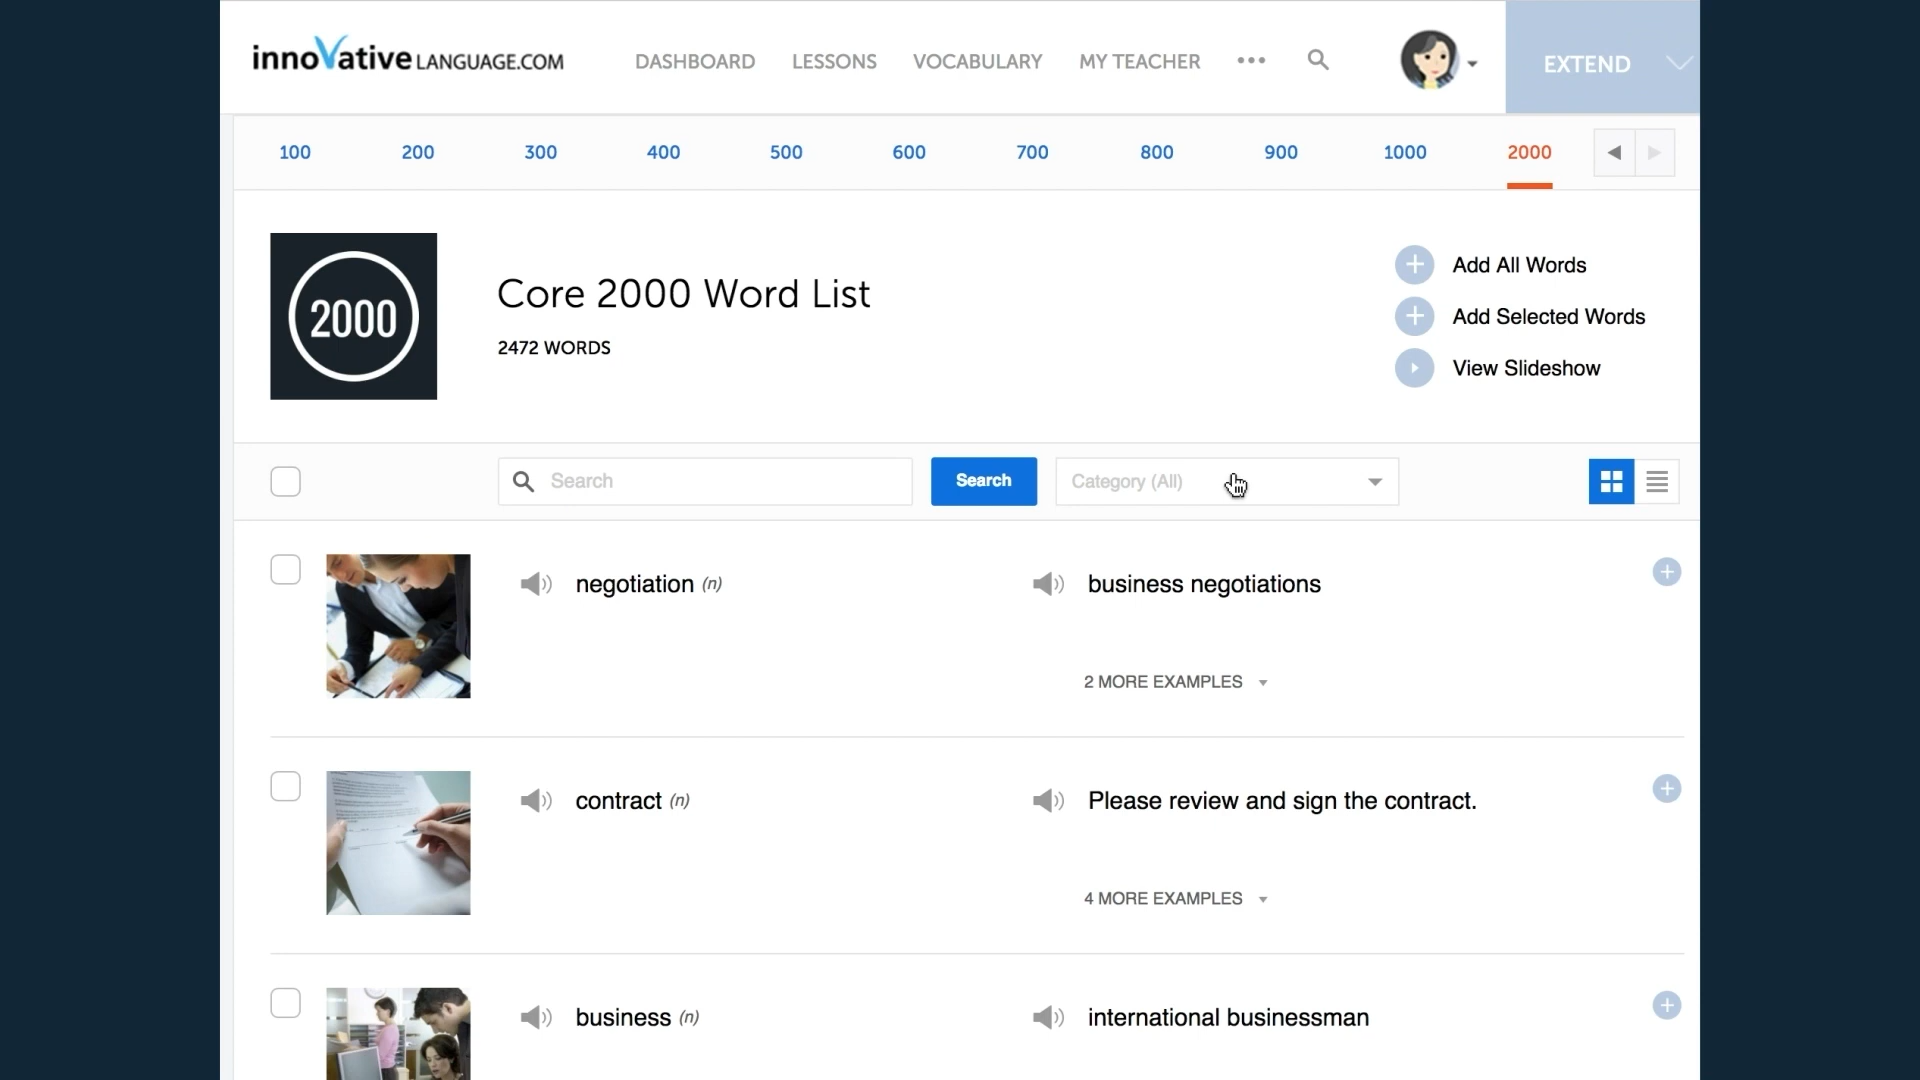 innoVative LANGUAGE.COM
DASHBOARD LESSONS VOCABULARY MY TEACHER EXTEND
100 200 300 400 500 600 700 800 900 1000 2000
2000
Core 2000 Word List
2472 WORDS
Add All Words
Add Selected Words
View Slideshow
Search Search Category (All)
negotiation (n) business negotiations
2 MORE EXAMPLES
contract (n) Please review and sign the contract.
4 MORE EXAMPLES
business (n) international businessman